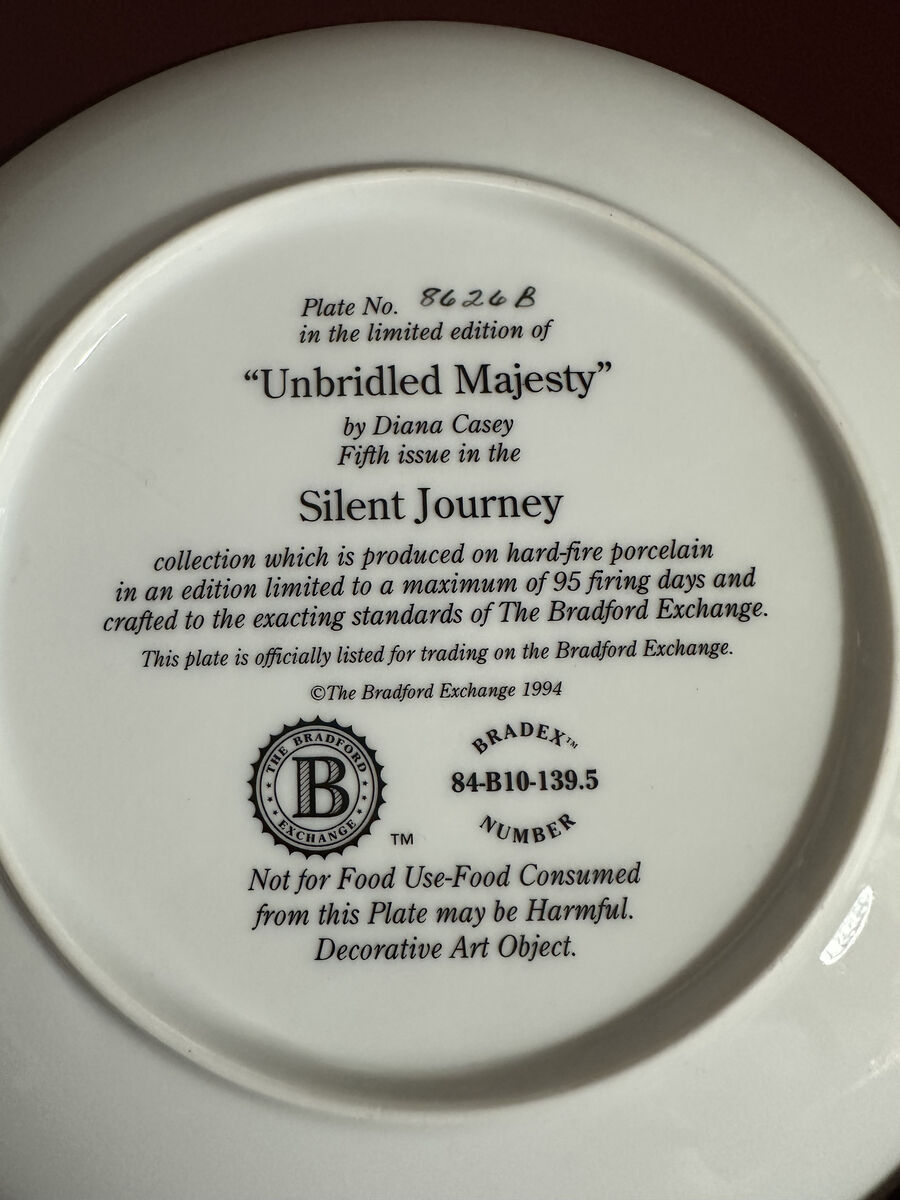 Plate No. 8626B
in the limited edition of
“Unbridled Majesty”
by Diana Casey
Fifth issue in the
Silent Journey
collection which is produced on hard-fire porcelain
in an edition limited to a maximum of 95 firing days and
crafted to the exacting standards of The Bradford Exchange.
This plate is officially listed for trading on the Bradford Exchange.
©The Bradford Exchange 1994
THE BRADFORD
B
EXCHANGE
TM
BRADEX™
84-B10-139.5
NUMBER
Not for Food Use-Food Consumed
from this Plate may be Harmful.
Decorative Art Object.